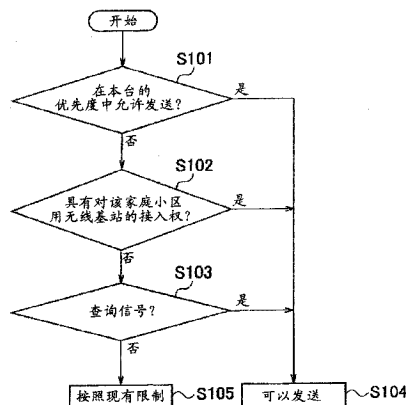 开始
S101
在本台的
优先度中允许发送？
是
否
S102
具有对该家庭小区
用无线基站的接入权？
是
否
S103
查询信号？
是
否
按照现有限制
S105
可以发送
S104